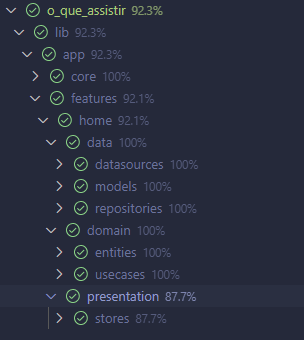 o_que_assistir 92.3%
lib 92.3%
app 92.3%
core 100%
features 92.1%
home 92.1%
data 100%
datasources 100%
models 100%
repositories 100%
domain 100%
entities 100%
usecases 100%
presentation 87.7%
stores 87.7%